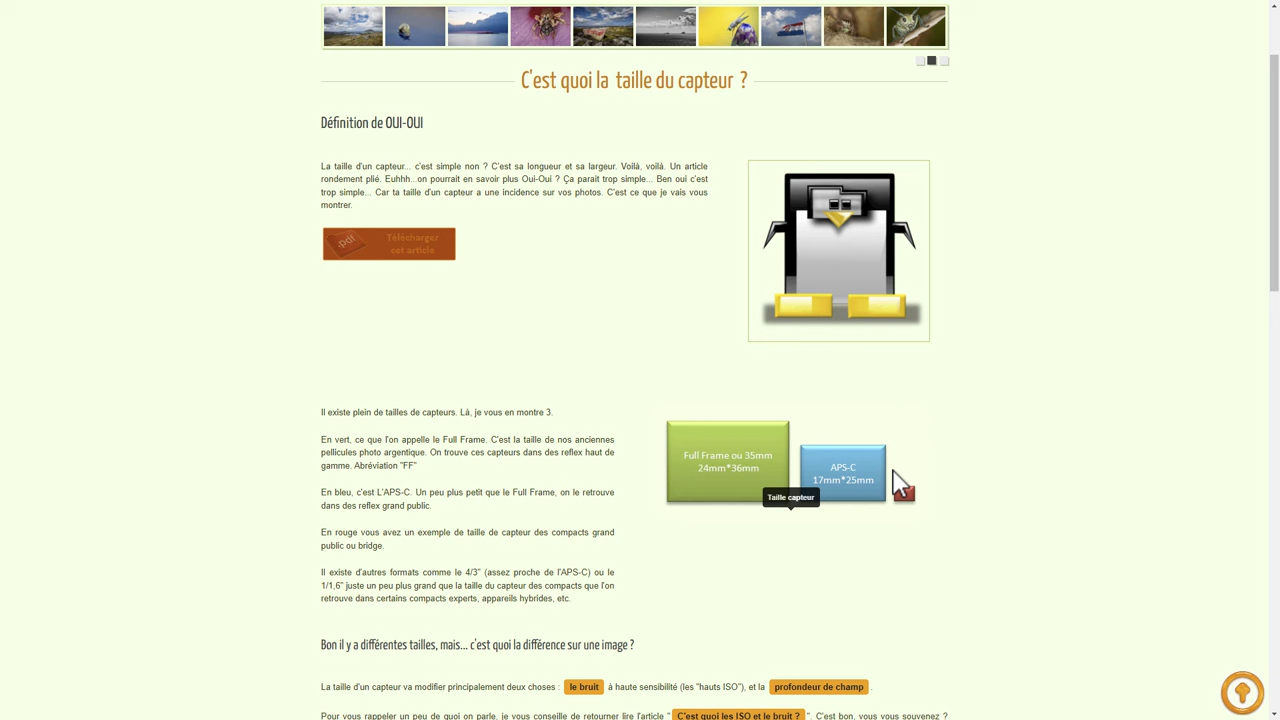 C'est quoi la taille du capteur ?
Définition de OUI-OUI
La taille d'un capteur... c'est simple non ? C'est sa longueur et sa largeur. Voilà, voilà. Un article
rondement plié. Euhhh...on pourrait en savoir plus Oui-Oui ? Ça parait trop simple... Ben oui c'est
trop simple... Car ta taille d'un capteur a une incidence sur vos photos. C'est ce que je vais vous
montrer.
.pdf
Télécharger
cet article
Il existe plein de tailles de capteurs. Là, je vous en montre 3.
En vert, ce que l'on appelle le Full Frame. C'est la taille de nos anciennes
pellicules photo argentique. On trouve ces capteurs dans des reflex haut de
gamme. Abréviation "FF"
En bleu, c'est L'APS-C. Un peu plus petit que le Full Frame, on le retrouve
dans des reflex grand public.
En rouge vous avez un exemple de taille de capteur des compacts grand
public ou bridge.
Il existe d'autres formats comme le 4/3" (assez proche de l'APS-C) ou le
1/1,6" juste un peu plus grand que la taille du capteur des compacts que l'on
retrouve dans certains compacts experts, appareils hybrides, etc.
Full Frame ou 35mm
24mm*36mm
APS-C
17mm*25mm
Taille capteur
Bon il y a différentes tailles, mais... c'est quoi la différence sur une image ?
La taille d'un capteur va modifier principalement deux choses : le bruit à haute sensibilité (les "hauts ISO"), et la profondeur de champ .
Pour vous rappeler un peu de quoi on parle, je vous conseille de retourner lire l'article " C'est quoi les ISO et le bruit ? ". C'est bon, vous vous souvenez ?